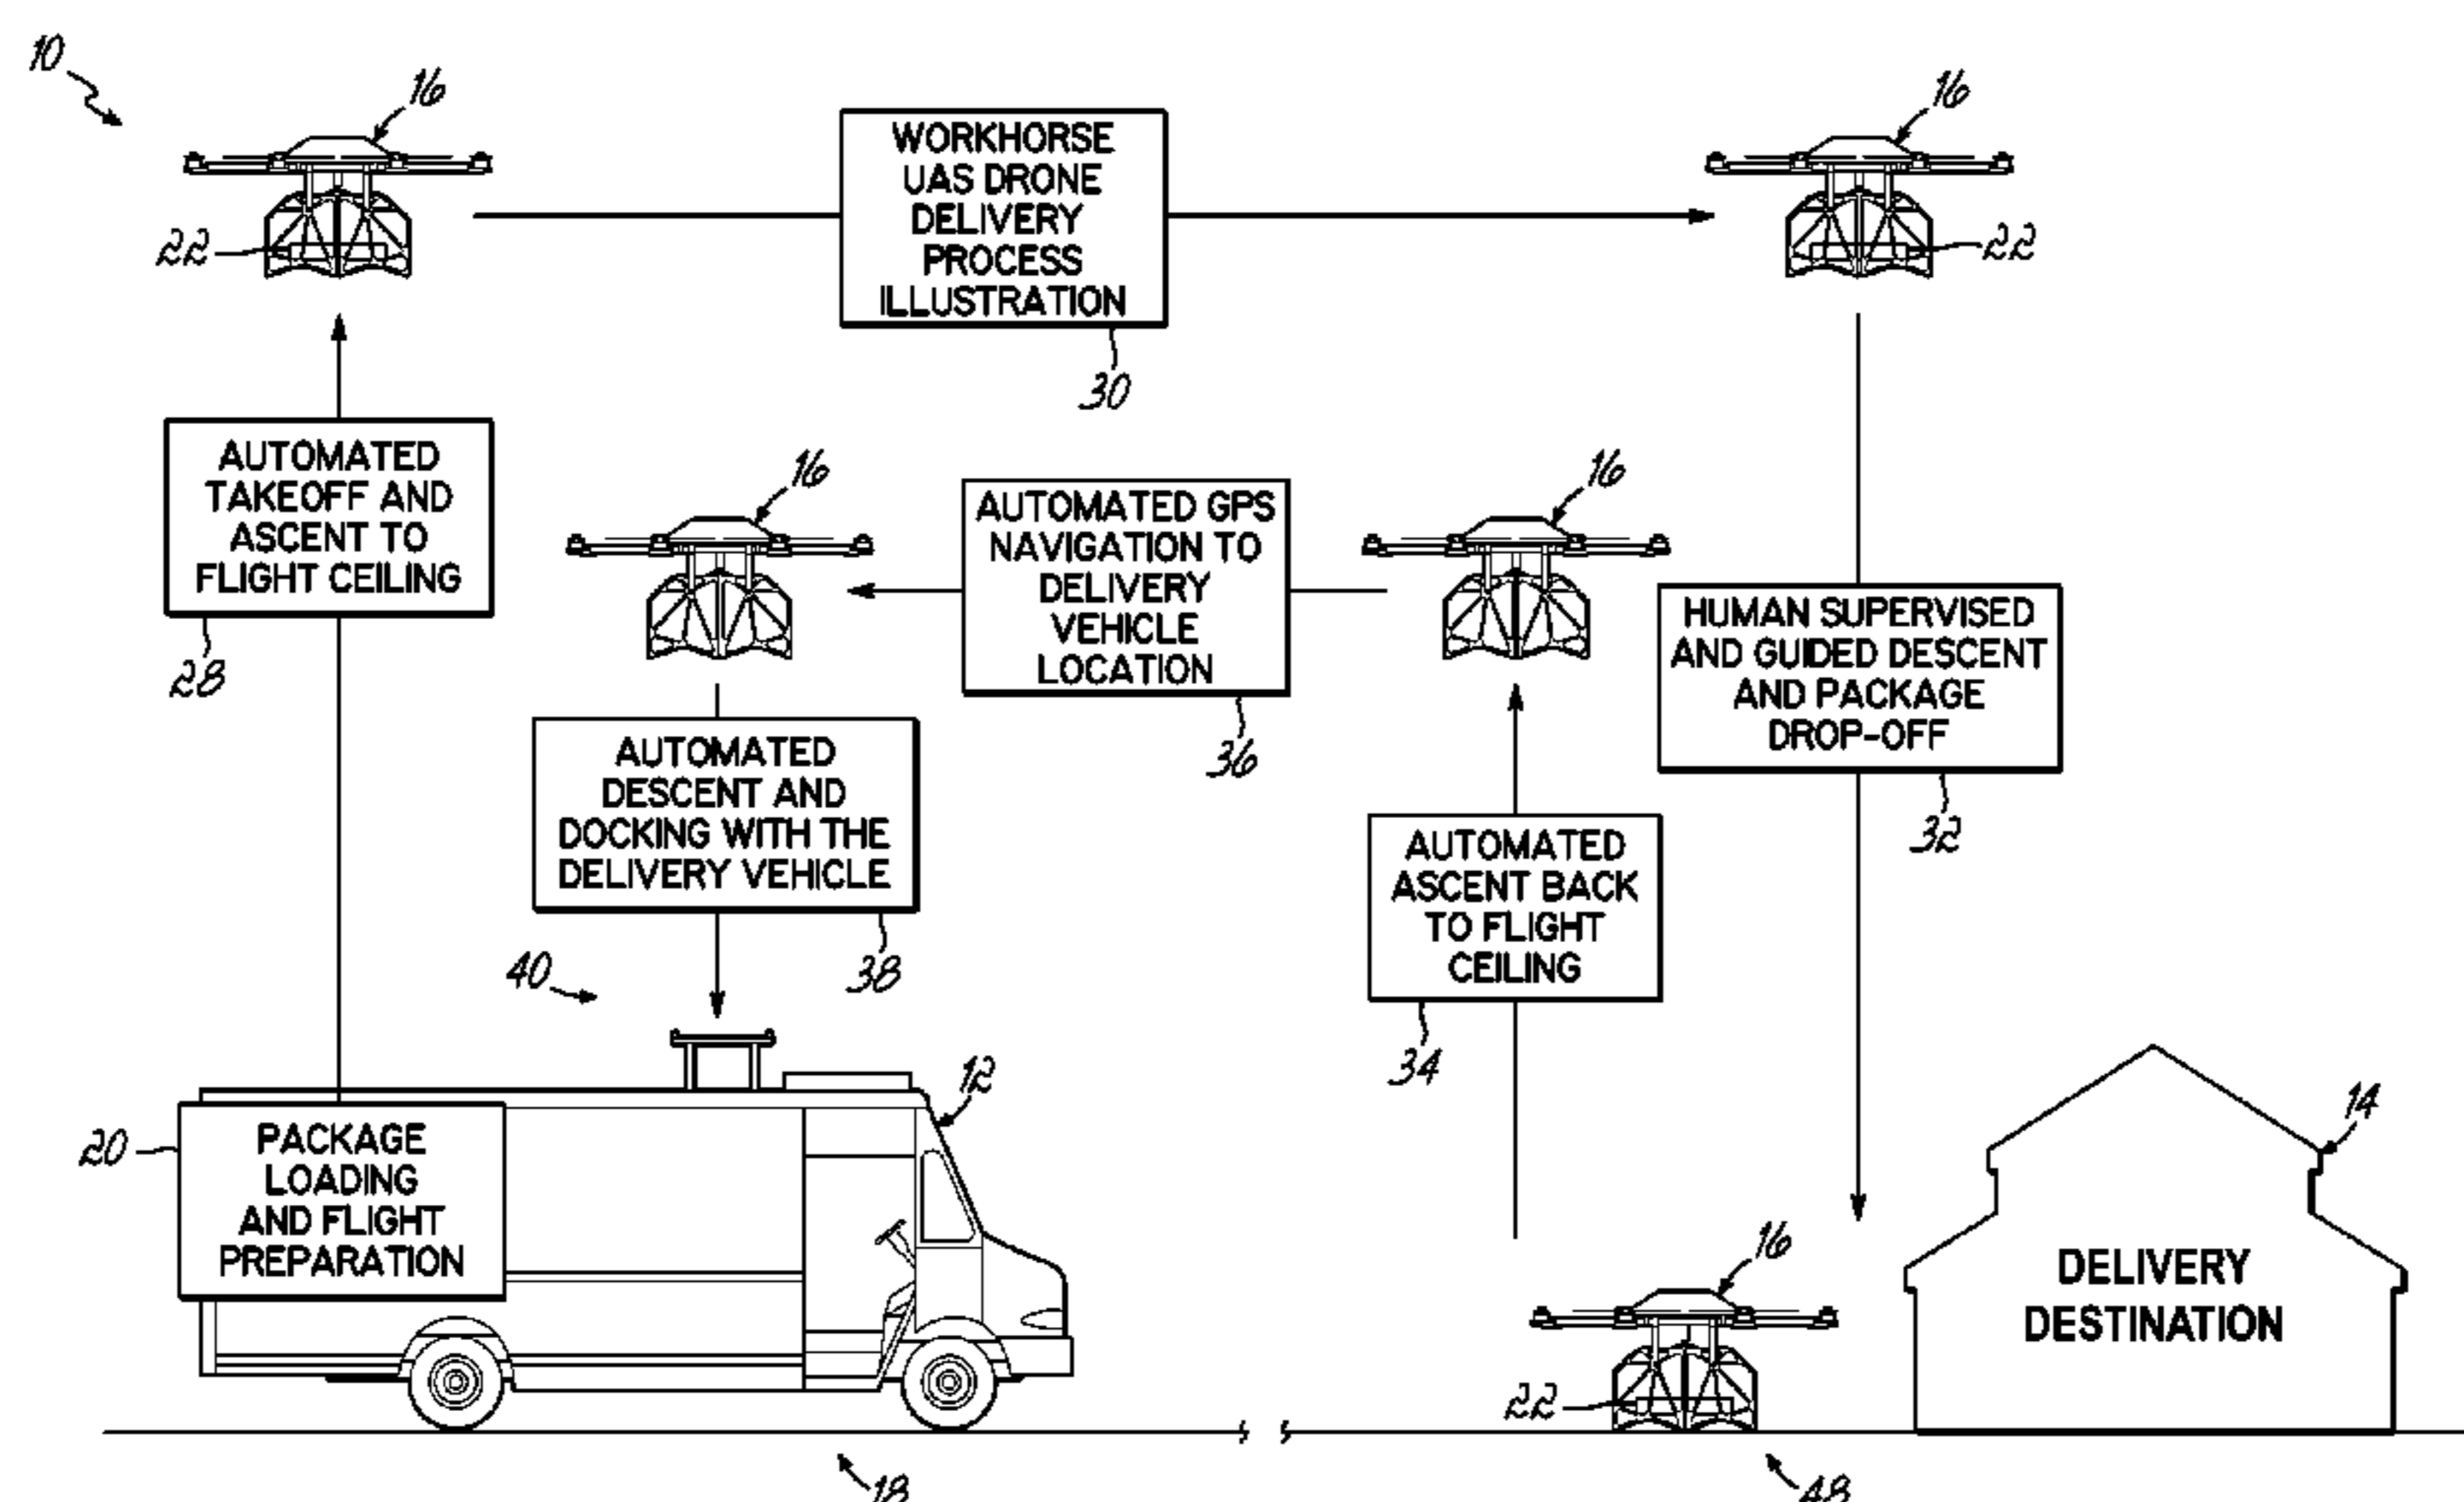 10
16
22
WORKHORSE
UAS DRONE
DELIVERY
PROCESS
ILLUSTRATION
30
16
22
AUTOMATED
TAKEOFF AND
ASCENT TO
FLIGHT CEILING
28
16
AUTOMATED GPS
NAVIGATION TO
DELIVERY
VEHICLE
LOCATION
36
16
HUMAN SUPERVISED
AND GUIDED DESCENT
AND PACKAGE
DROP-OFF
32
AUTOMATED
DESCENT AND
DOCKING WITH THE
DELIVERY VEHICLE
38
40
AUTOMATED
ASCENT BACK
TO FLIGHT
CEILING
34
12
20
PACKAGE
LOADING
AND FLIGHT
PREPARATION
14
DELIVERY
DESTINATION
16
22
18
48